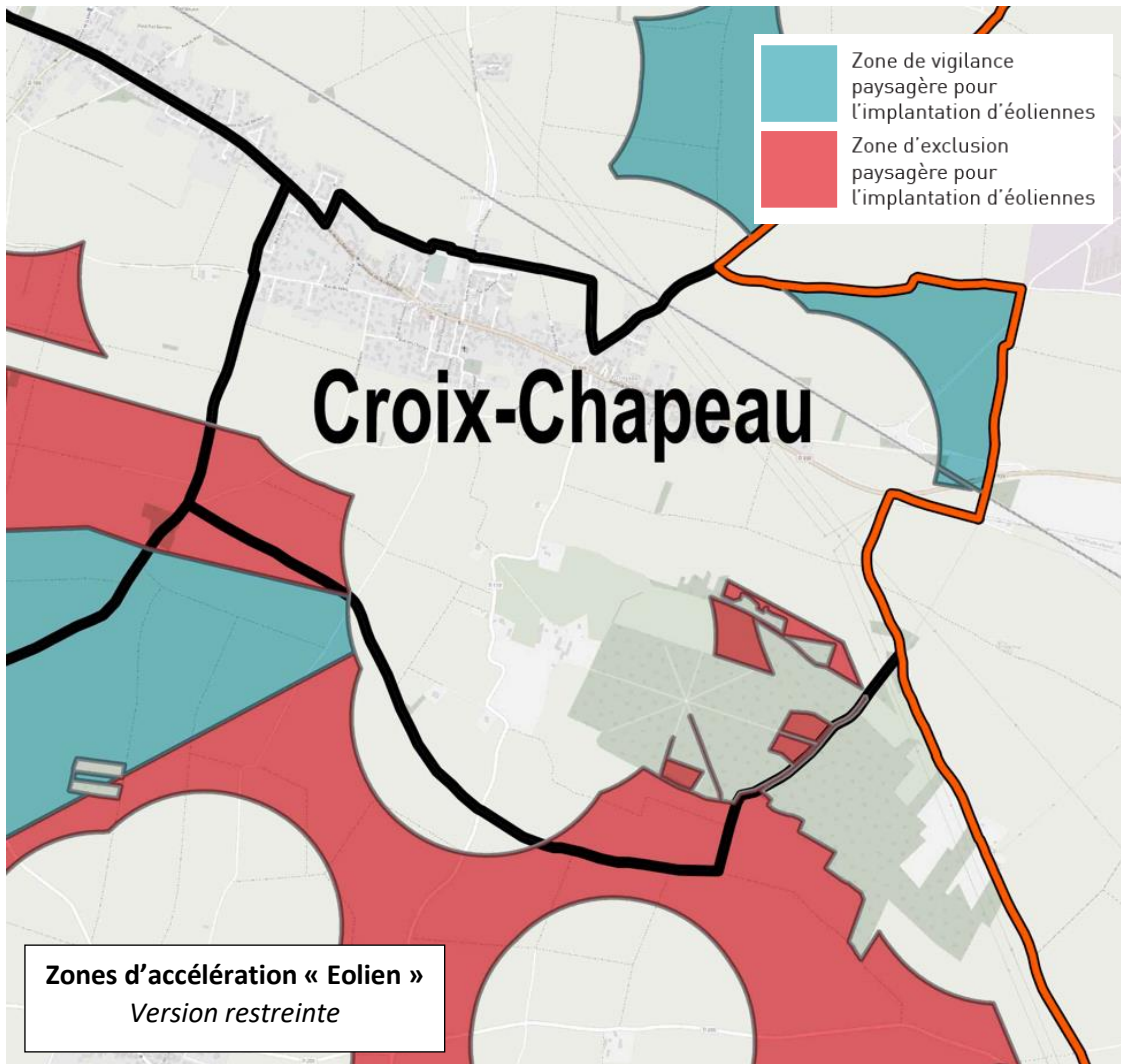 Zone de vigilance
paysagère pour
l'implantation d'éoliennes
Zone d'exclusion
paysagère pour
l'implantation d'éoliennes
Croix-Chapeau
Zones d'accélération « Eolien »
Version restreinte